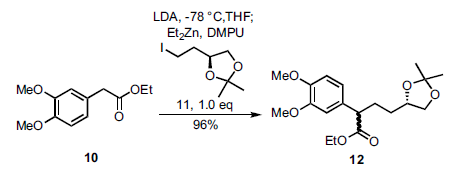 LDA, -78 °C,THF;
Et₂Zn, DMPU
I
O
O
11, 1.0 eq
96%
MeO
MeO
OEt
O
10
MeO
MeO
EtO
O
O
O
12